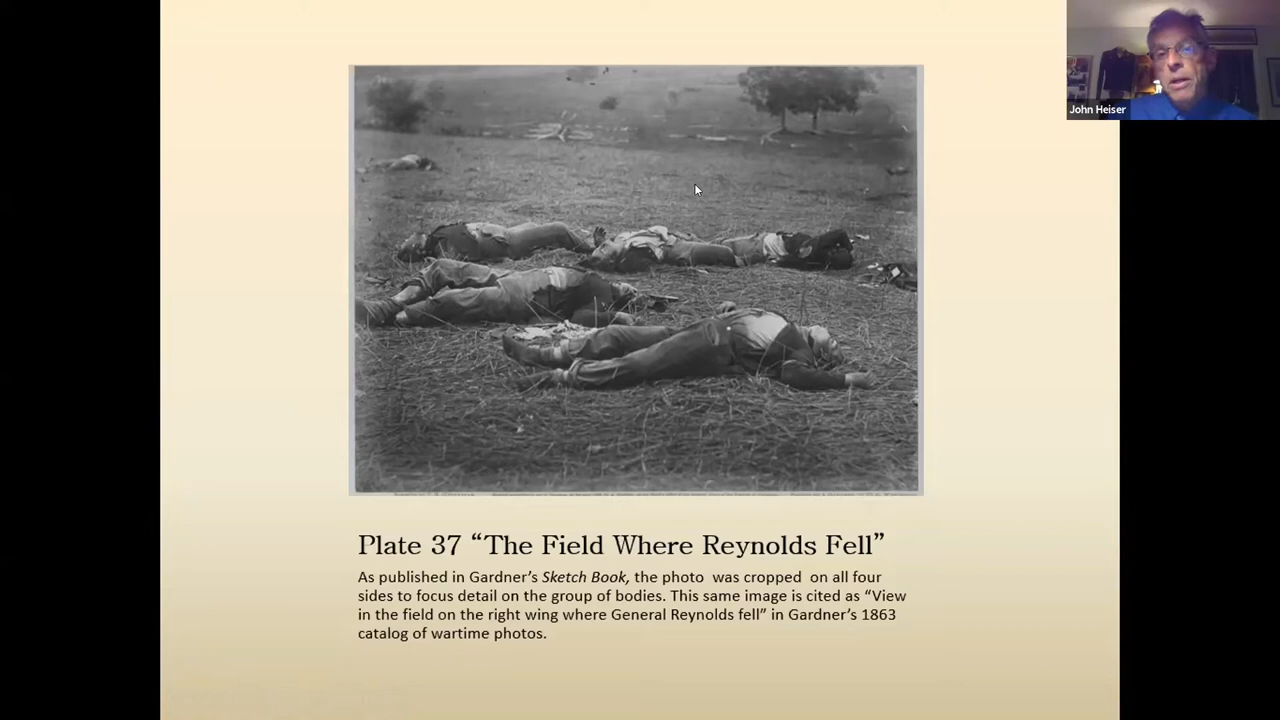 John Heiser
Plate 37 “The Field Where Reynolds Fell”
As published in Gardner’s Sketch Book, the photo was cropped on all four
sides to focus detail on the group of bodies. This same image is cited as “View
in the field on the right wing where General Reynolds fell” in Gardner’s 1863
catalog of wartime photos.